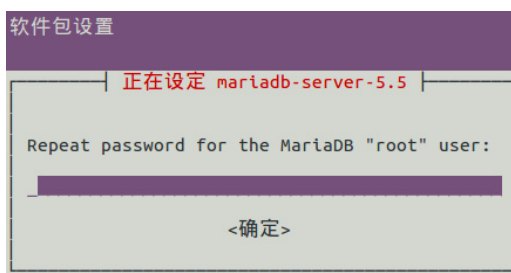 软件包设置
正在设定 mariadb-server-5.5
Repeat password for the MariaDB "root" user:
<确定>